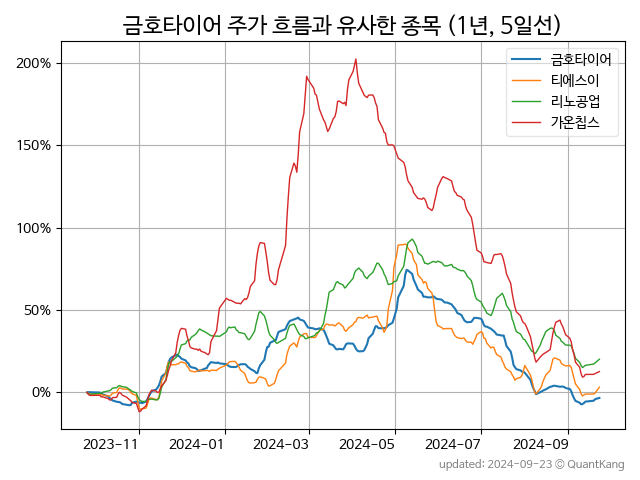 금호타이어 주가 흐름과 유사한 종목 (1년, 5일선)
금호타이어
티에스이
리노공업
가온칩스
200%
150%
100%
50%
0%
2023-11 2024-01 2024-03 2024-05 2024-07 2024-09
updated: 2024-09-23 © QuantKang